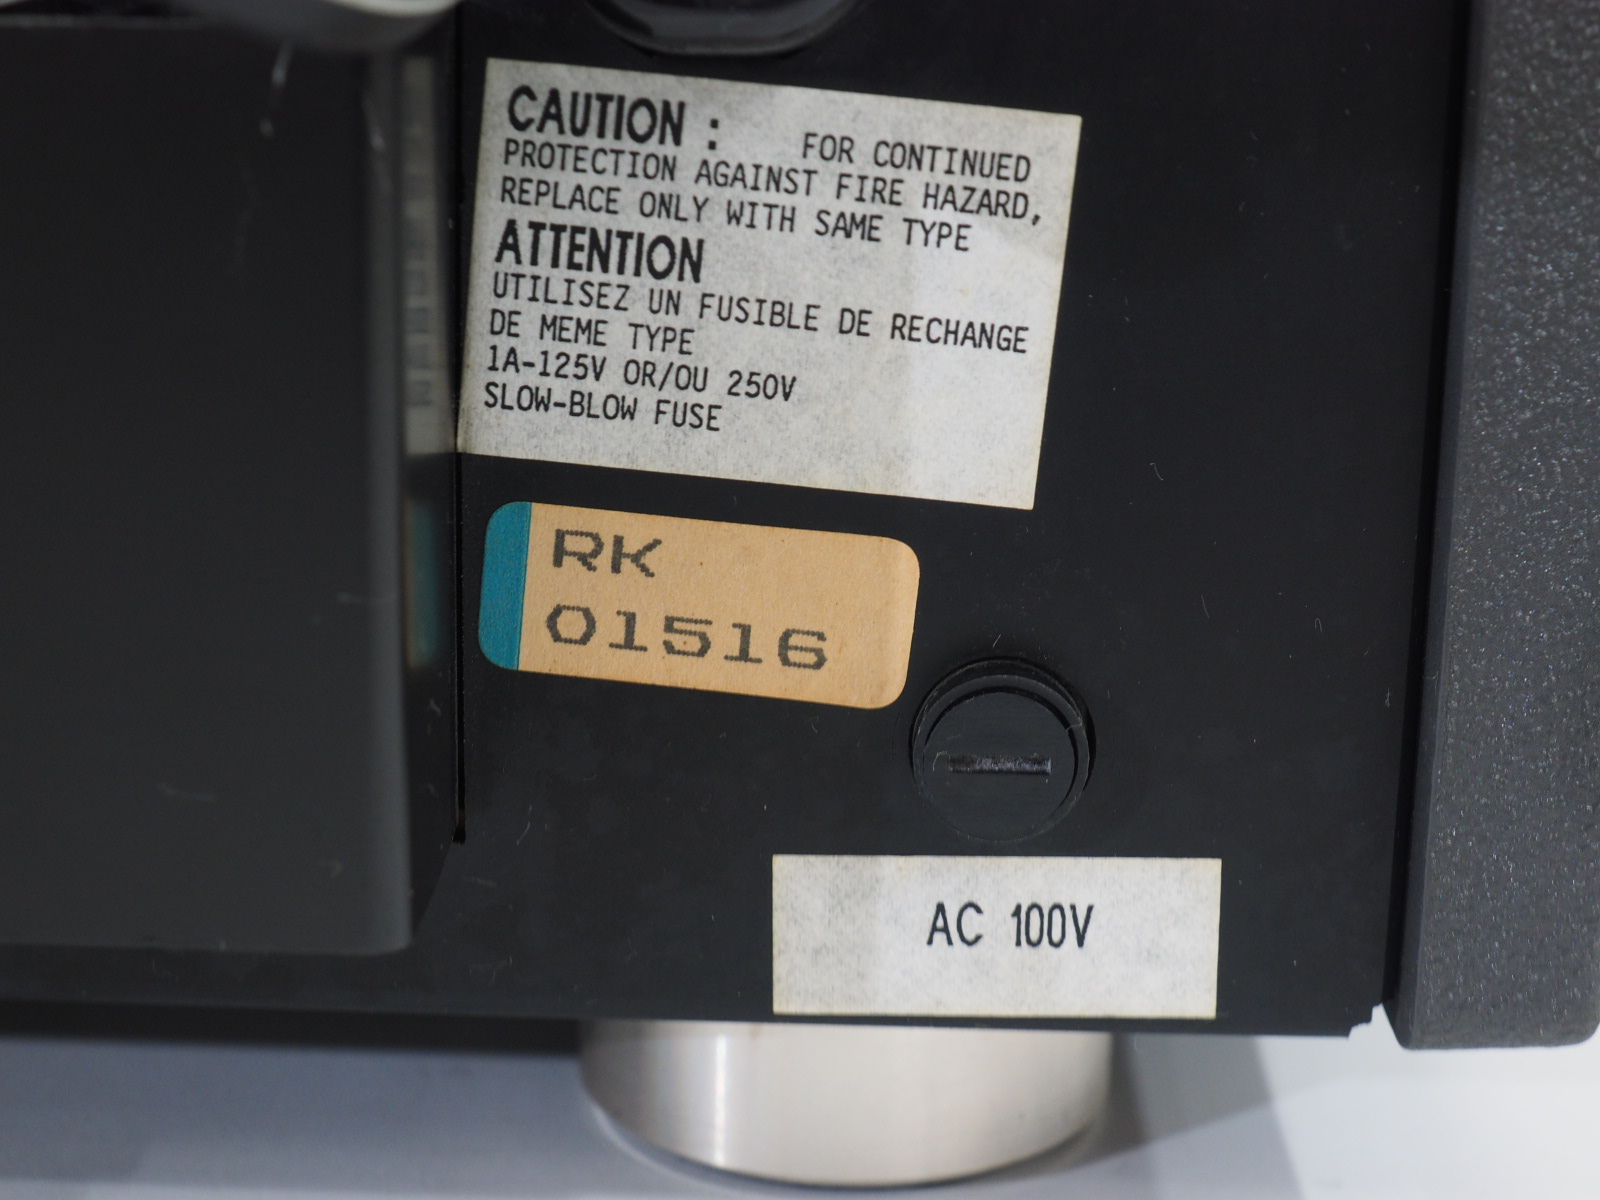 CAUTION : FOR CONTINUED
PROTECTION AGAINST FIRE HAZARD,
REPLACE ONLY WITH SAME TYPE
ATTENTION
UTILISEZ UN FUSIBLE DE RECHANGE
DE MEME TYPE
1A-125V OR/OU 250V
SLOW-BLOW FUSE
RK
01516
AC 100V